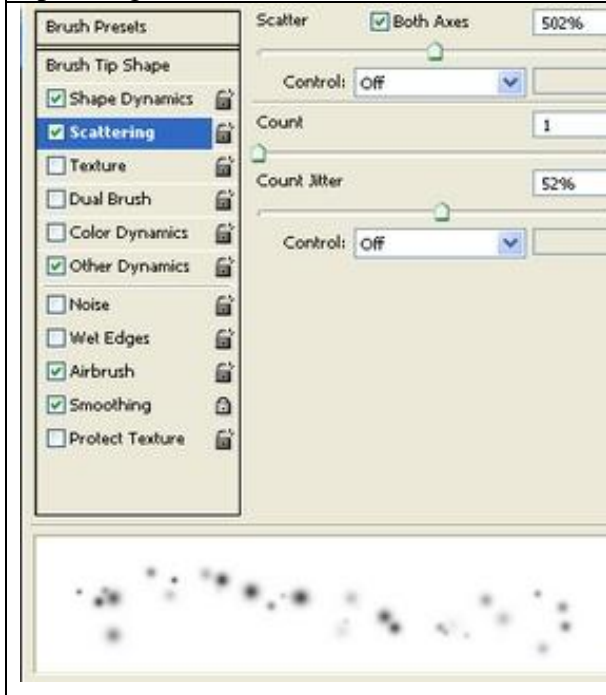 Brush Presets
Brush Tip Shape
Shape Dynamics
Scattering
Texture
Dual Brush
Color Dynamics
Other Dynamics
Noise
Wet Edges
Airbrush
Smoothing
Protect Texture
Scatter Both Axes 502%
Control: Off
Count 1
Count Jitter 52%
Control: Off